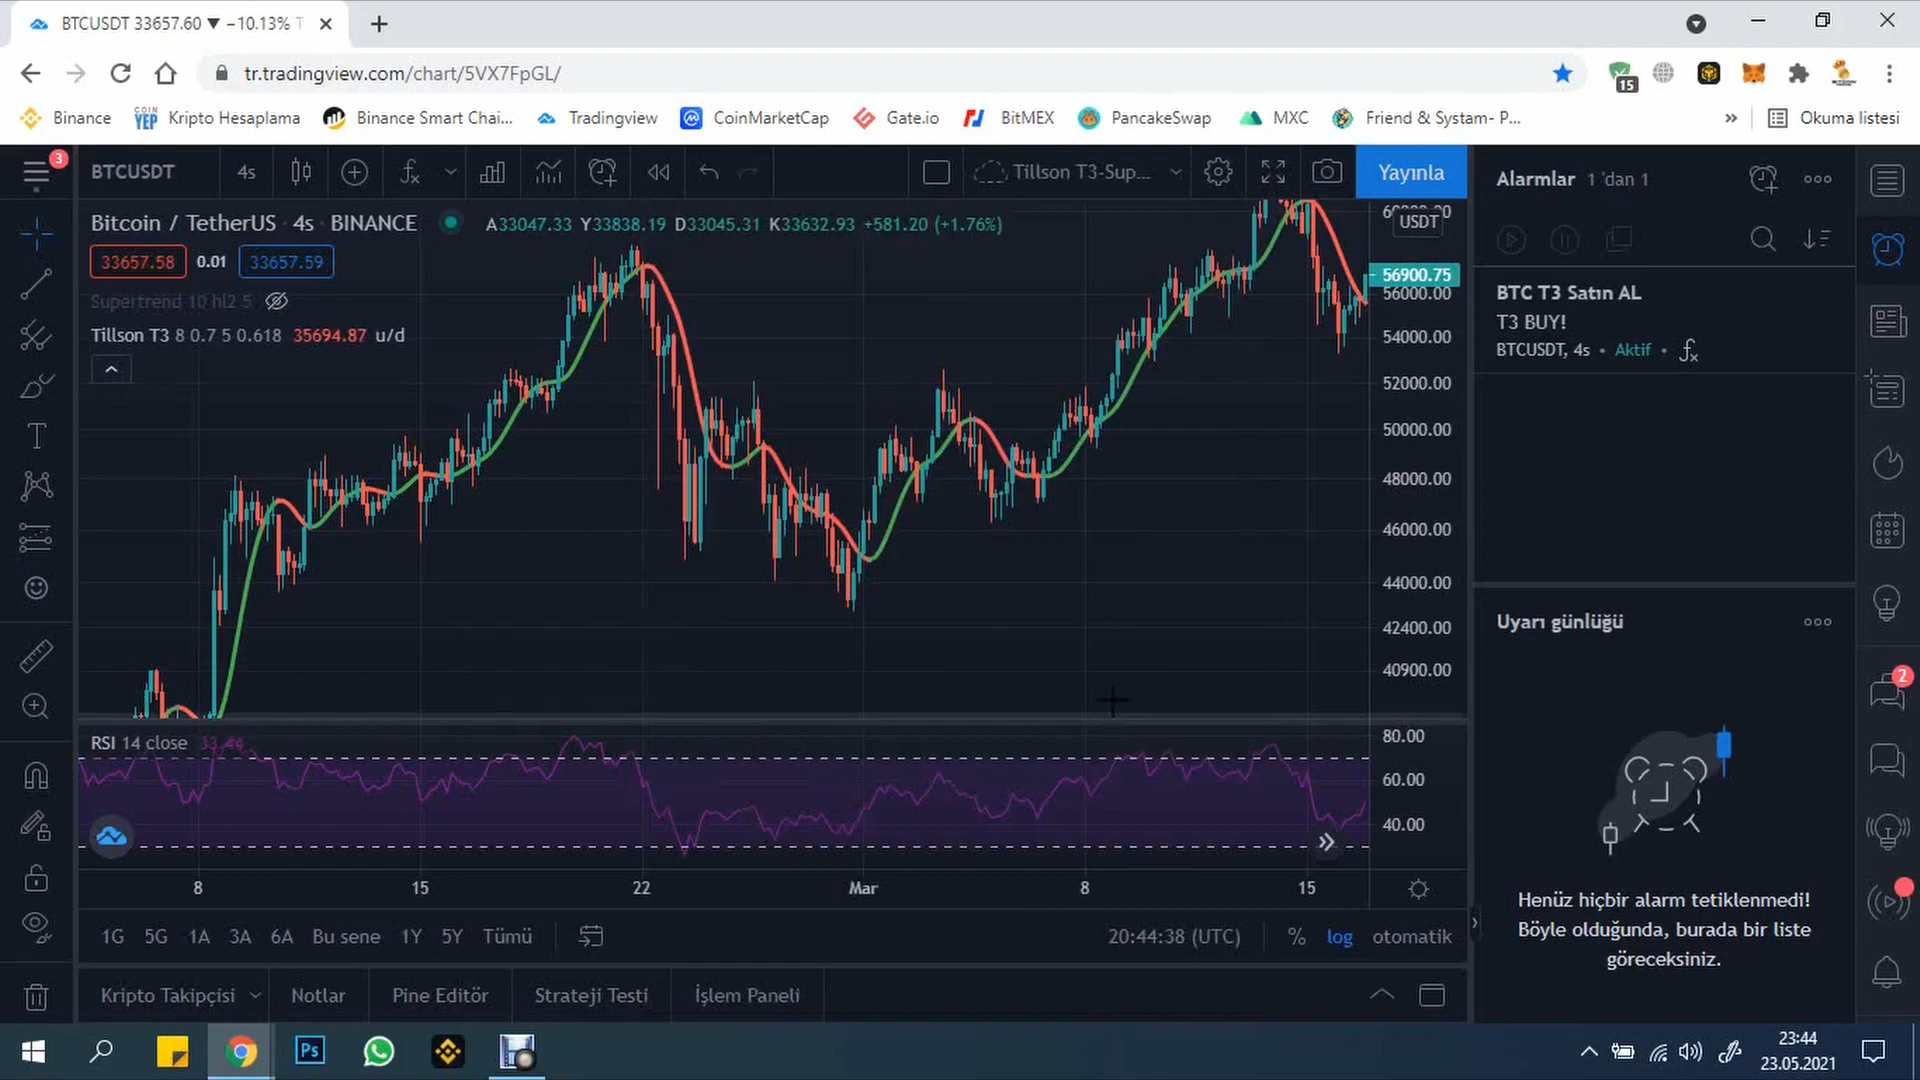 BTCUSDT 33657.60 ▼ −10.13% T
tr.tradingview.com/chart/5VX7FpGL/
15
Binance
COIN YEP
Kripto Hesaplama
Binance Smart Chai...
Tradingview
CoinMarketCap
Gate.io
BitMEX
PancakeSwap
MXC
Friend & Systam- P...
»
Okuma listesi
3
BTCUSDT
4s
Tillson T3-Sup...
Yayınla
Alarmlar 1 'dan 1
Bitcoin / TetherUS · 4s · BINANCE
A33047.33 Y33838.19 D33045.31 K33632.93 +581.20 (+1.76%)
USDT
33657.58 0.01 33657.59
Supertrend 10 hl2 5
Tillson T3 8 0.7 5 0.618 35694.87 u/d
56900.75
56000.00
54000.00
52000.00
50000.00
48000.00
46000.00
44000.00
42400.00
40900.00
BTC T3 Satın AL
T3 BUY!
BTCUSDT, 4s • Aktif •
Uyarı günlüğü
2
RSI 14 close 33.44
80.00
60.00
40.00
8 15 22 Mar 8 15
Henüz hiçbir alarm tetiklenmedi!
Böyle olduğunda, burada bir liste
göreceksiniz.
1G 5G 1A 3A 6A Bu sene 1Y 5Y Tümü
20:44:38 (UTC) % log otomatik
Kripto Takipçisi
Notlar
Pine Editör
Strateji Testi
İşlem Paneli
Ps
23:44
23.05.2021